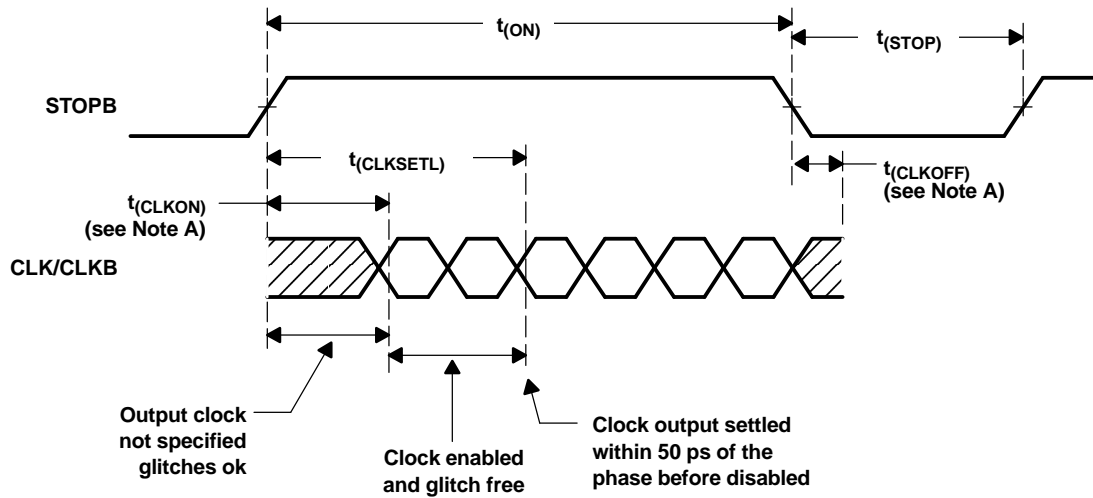 t(ON)
t(STOP)
STOPB
t(CLKSETL)
t(CLKOFF)
(see Note A)
t(CLKON)
(see Note A)
CLK/CLKB
Output clock
not specified
glitches ok
Clock enabled
and glitch free
Clock output settled
within 50 ps of the
phase before disabled